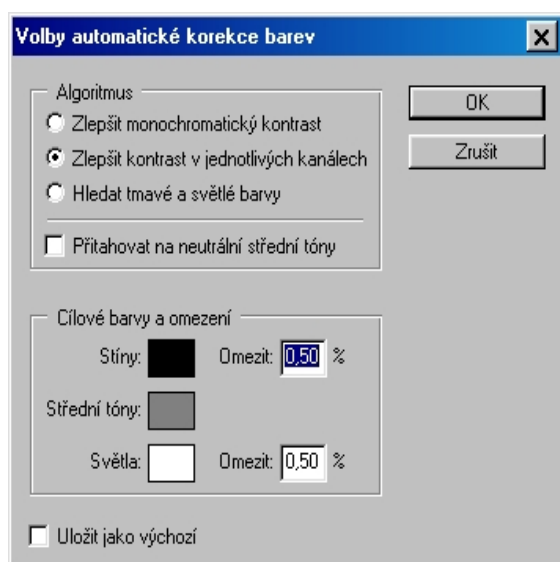 Volby automatické korekce barev
Algoritmus
Zlepšit monochromatický kontrast
Zlepšit kontrast v jednotlivých kanálech
Hledat tmavé a světlé barvy
Přitahovat na neutrální střední tóny
OK
Zrušit
Cílové barvy a omezení
Stíny: Omezit: 0,50 %
Střední tóny:
Světla: Omezit: 0,50 %
Uložit jako výchozí